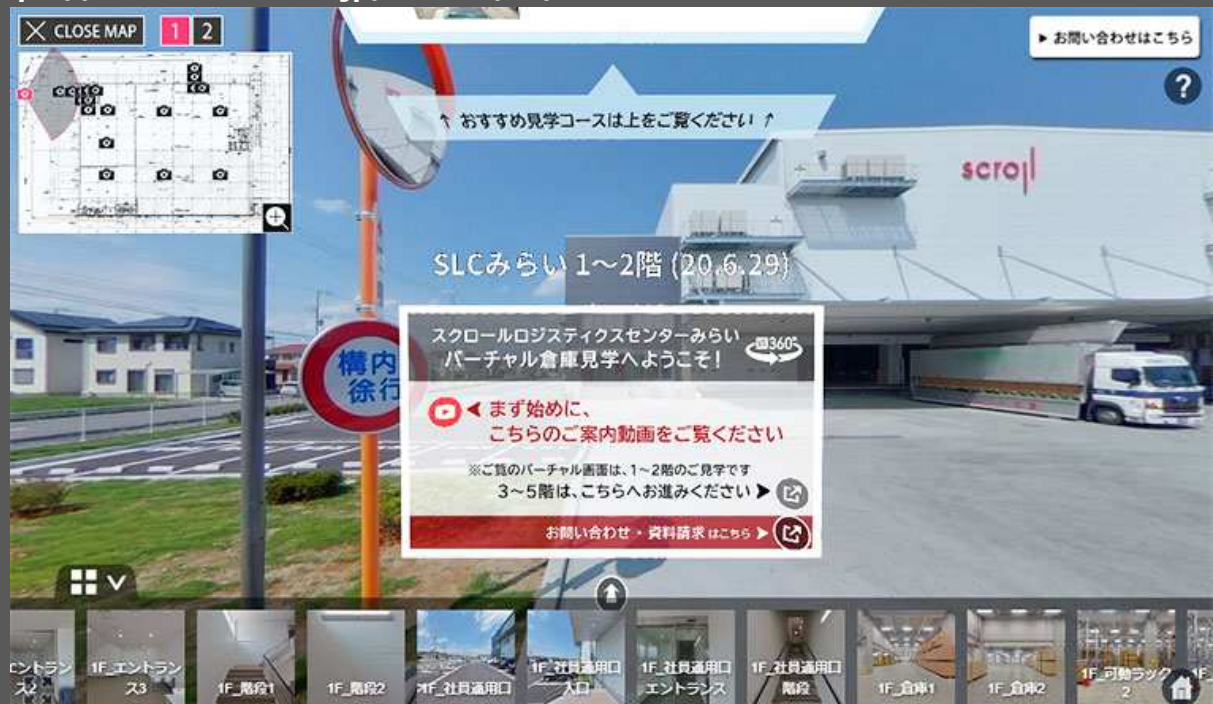 CLOSE MAP
1 2
▶ お問い合わせはこちら
?
↑ おすすめ見学コースは上をご覧ください ↑
scroll
SLCみらい 1〜2階 (20.6.29)
構内
徐行
スクロールロジスティクスセンターみらい
バーチャル倉庫見学へようこそ!
360°
まず始めに、
こちらのご案内動画をご覧ください
※ご覧のバーチャル画面は、1〜2階のご見学です
3〜5階は、こちらへお進みください
お問い合わせ・資料請求はこちら
エントラン
ス2
1F_エントラン
ス3
1F_階段1
1F_階段2
1F_社員通用口
1F_社員通用口
入口
1F_社員通用口
エントランス
1F_社員通用口
階段
1F_倉庫1
1F_倉庫2
1F_可動ラック
2
1F_